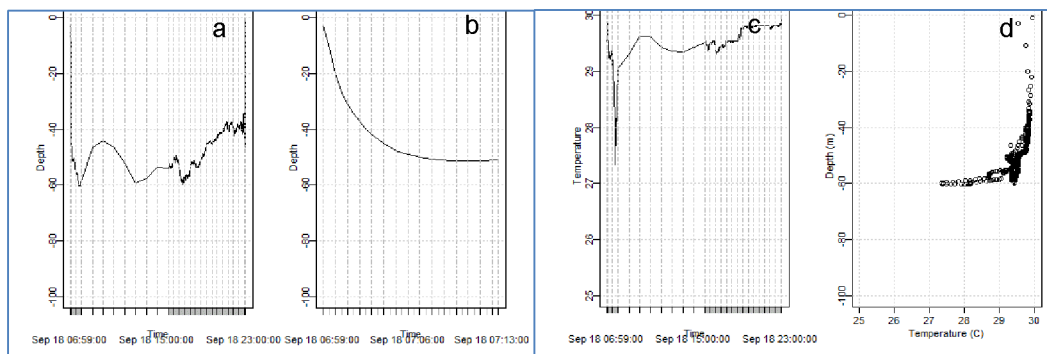 a
0
-20
-40
-60
-80
-100
Depth
Time
Sep 18 06:59:00 Sep 18 15:00:00 Sep 18 23:00:00
b
0
-20
-40
-60
-80
-100
Depth
Time
Sep 18 06:59:00 Sep 18 07:06:00 Sep 18 07:13:00
c
30
29
28
27
26
25
Temperature
Time
Sep 18 06:59:00 Sep 18 15:00:00 Sep 18 23:00:00
d
0
-20
-40
-60
-80
-100
Depth (m)
25 26 27 28 29 30
Temperature (C)